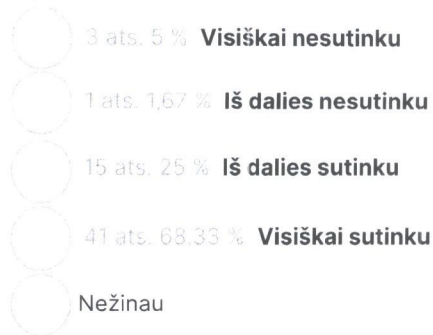 3 ats. 5 % Visiškai nesutinku
1 ats. 1,67 % Iš dalies nesutinku
15 ats. 25 % Iš dalies sutinku
41 ats. 68.33 % Visiškai sutinku
Nežinau